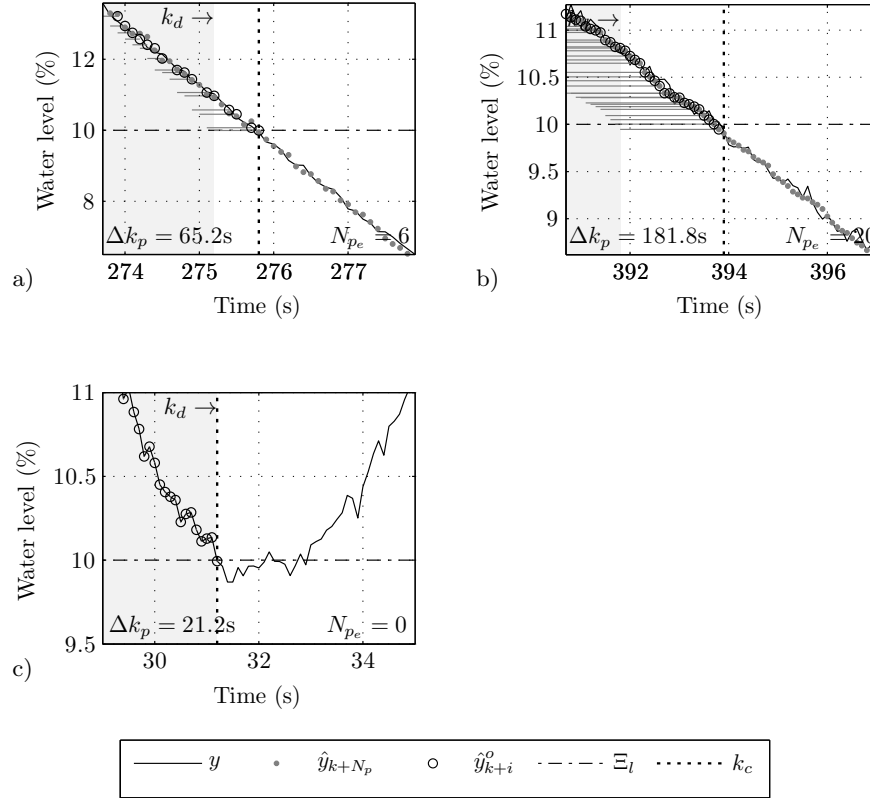 12
10
8
Water level (%)
k_d →
Δk_p = 65.2s
N_{p_e} = 6
274 275 276 277
Time (s)
a)
11
10.5
10
9.5
9
Water level (%)
→
Δk_p = 181.8s
N_{p_e} = 20
392 394 396
Time (s)
b)
11
10.5
10
9.5
Water level (%)
k_d →
Δk_p = 21.2s
N_{p_e} = 0
30 32 34
Time (s)
c)
y ŷ_{k+N_p} ŷ^o_{k+i} Ξ_l k_c